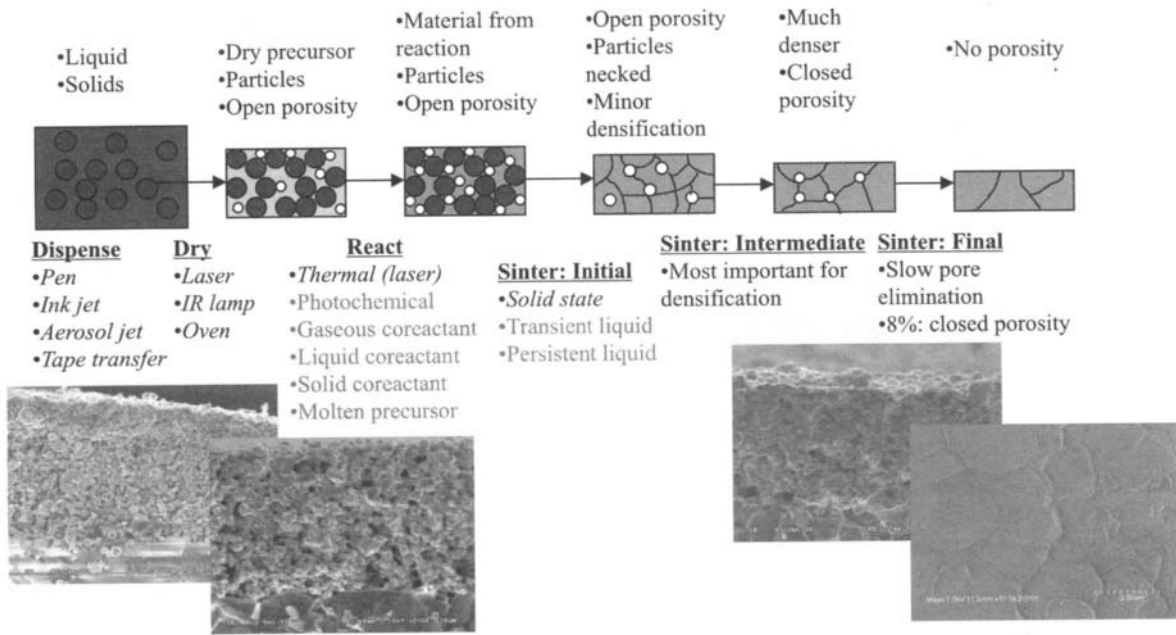 •Liquid
•Solids
•Dry precursor
•Particles
•Open porosity
•Material from
reaction
•Particles
•Open porosity
•Open porosity
•Particles
necked
•Minor
densification
•Much
denser
•Closed
porosity
•No porosity
Dispense
•Pen
•Ink jet
•Aerosol jet
•Tape transfer
Dry
•Laser
•IR lamp
•Oven
React
•Thermal (laser)
•Photochemical
•Gaseous coreactant
•Liquid coreactant
•Solid coreactant
•Molten precursor
Sinter: Initial
•Solid state
•Transient liquid
•Persistent liquid
Sinter: Intermediate
•Most important for
densification
Sinter: Final
•Slow pore
elimination
•8%: closed porosity